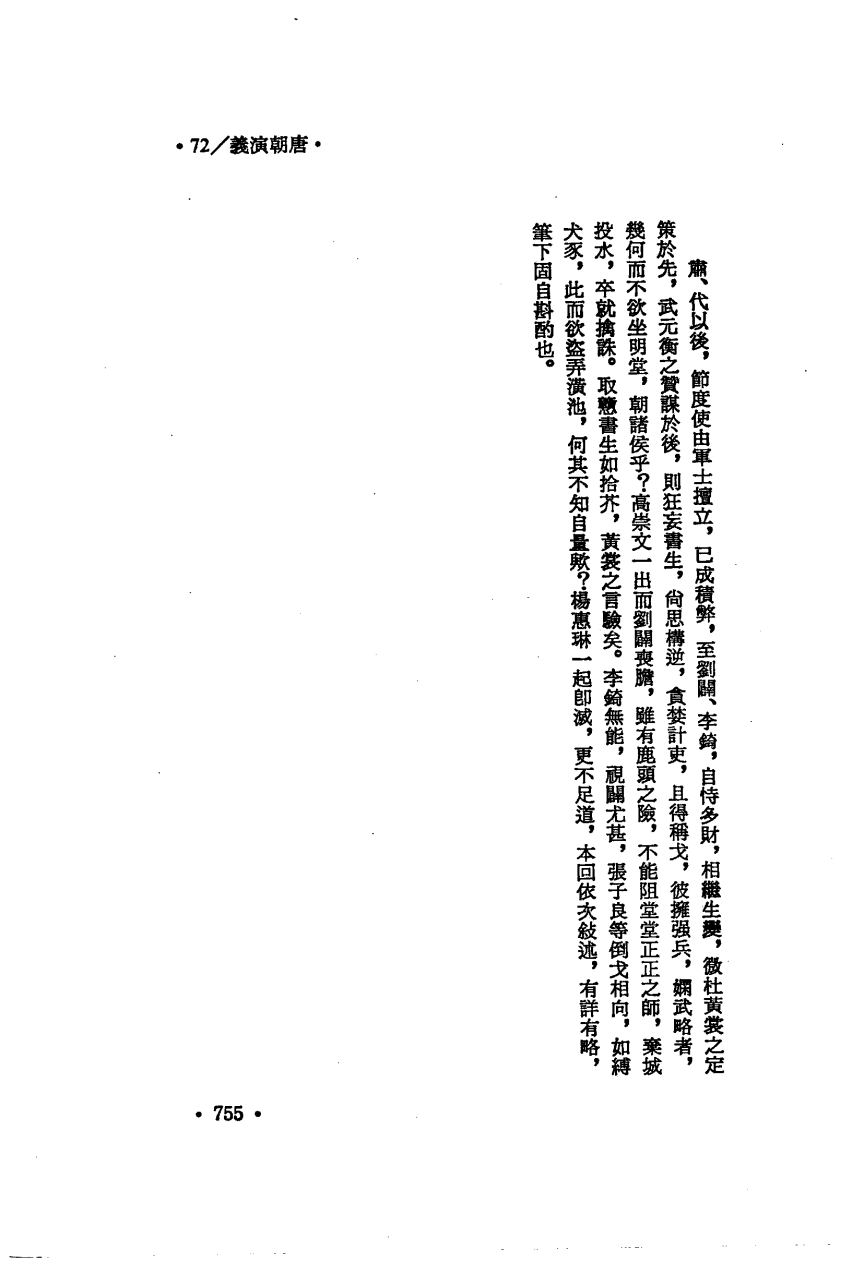 •72／義演朝唐•
肅、代以後，節度使由軍士擅立，已成積弊，至劉闢、李錡，自恃多財，相繼生變，微杜黃裳之定
策於先，武元衡之贊謀於後，則狂妄書生，尙思構逆，貪婪計吏，且得稱戈，彼擁强兵，嫻武略者，
幾何而不欲坐明堂，朝諸侯乎？高崇文一出而劉闢喪膽，雖有鹿頭之險，不能阻堂堂正正之師，棄城
投水，卒就擒誅。取戇書生如拾芥，黃裳之言驗矣。李錡無能，視闢尤甚，張子良等倒戈相向，如縛
犬豕，此而欲盜弄潢池，何其不知自量歟？楊惠琳一起卽滅，更不足道，本回依次敍述，有詳有略，
筆下固自斟酌也。
•755•